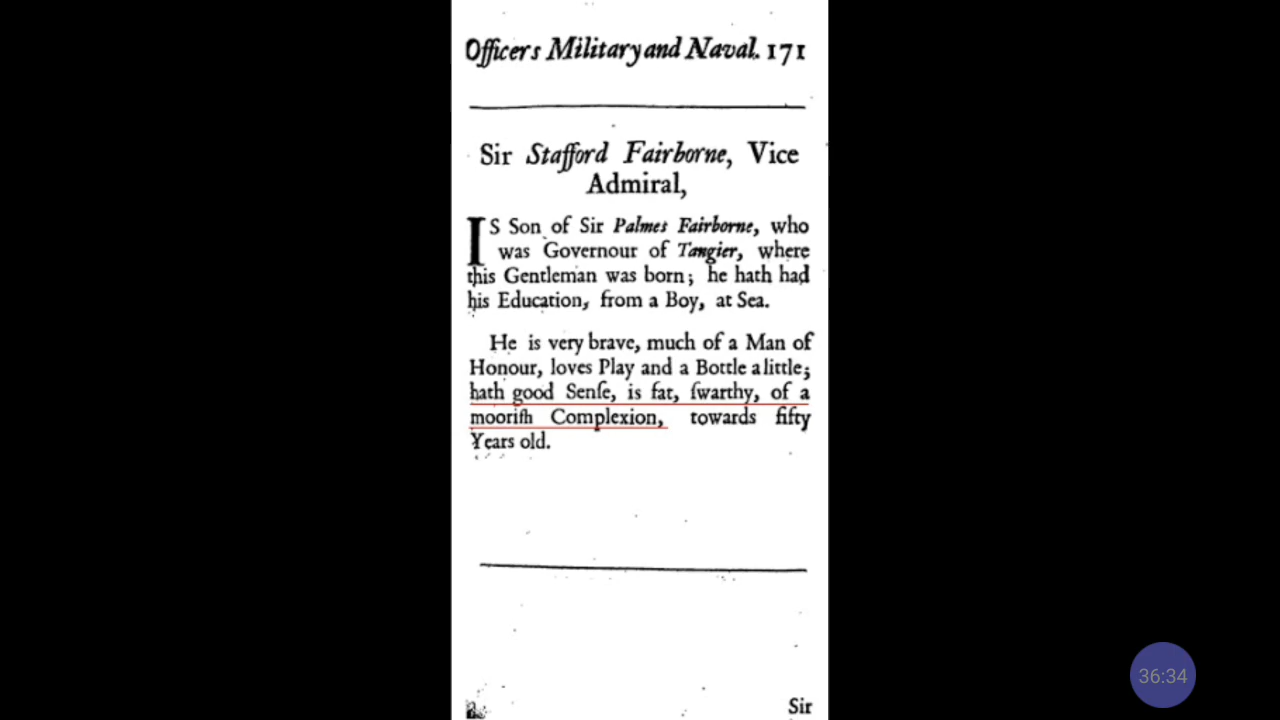 Officers Military and Naval. 171
Sir Stafford Fairborne, Vice
Admiral,
IS Son of Sir Palmes Fairborne, who
was Governour of Tangier, where
this Gentleman was born; he hath had
his Education, from a Boy, at Sea.
He is very brave, much of a Man of
Honour, loves Play and a Bottle a little;
hath good Senſe, is fat, ſwarthy, of a
mooriſh Complexion, towards fifty
Years old.
Sir
36:34